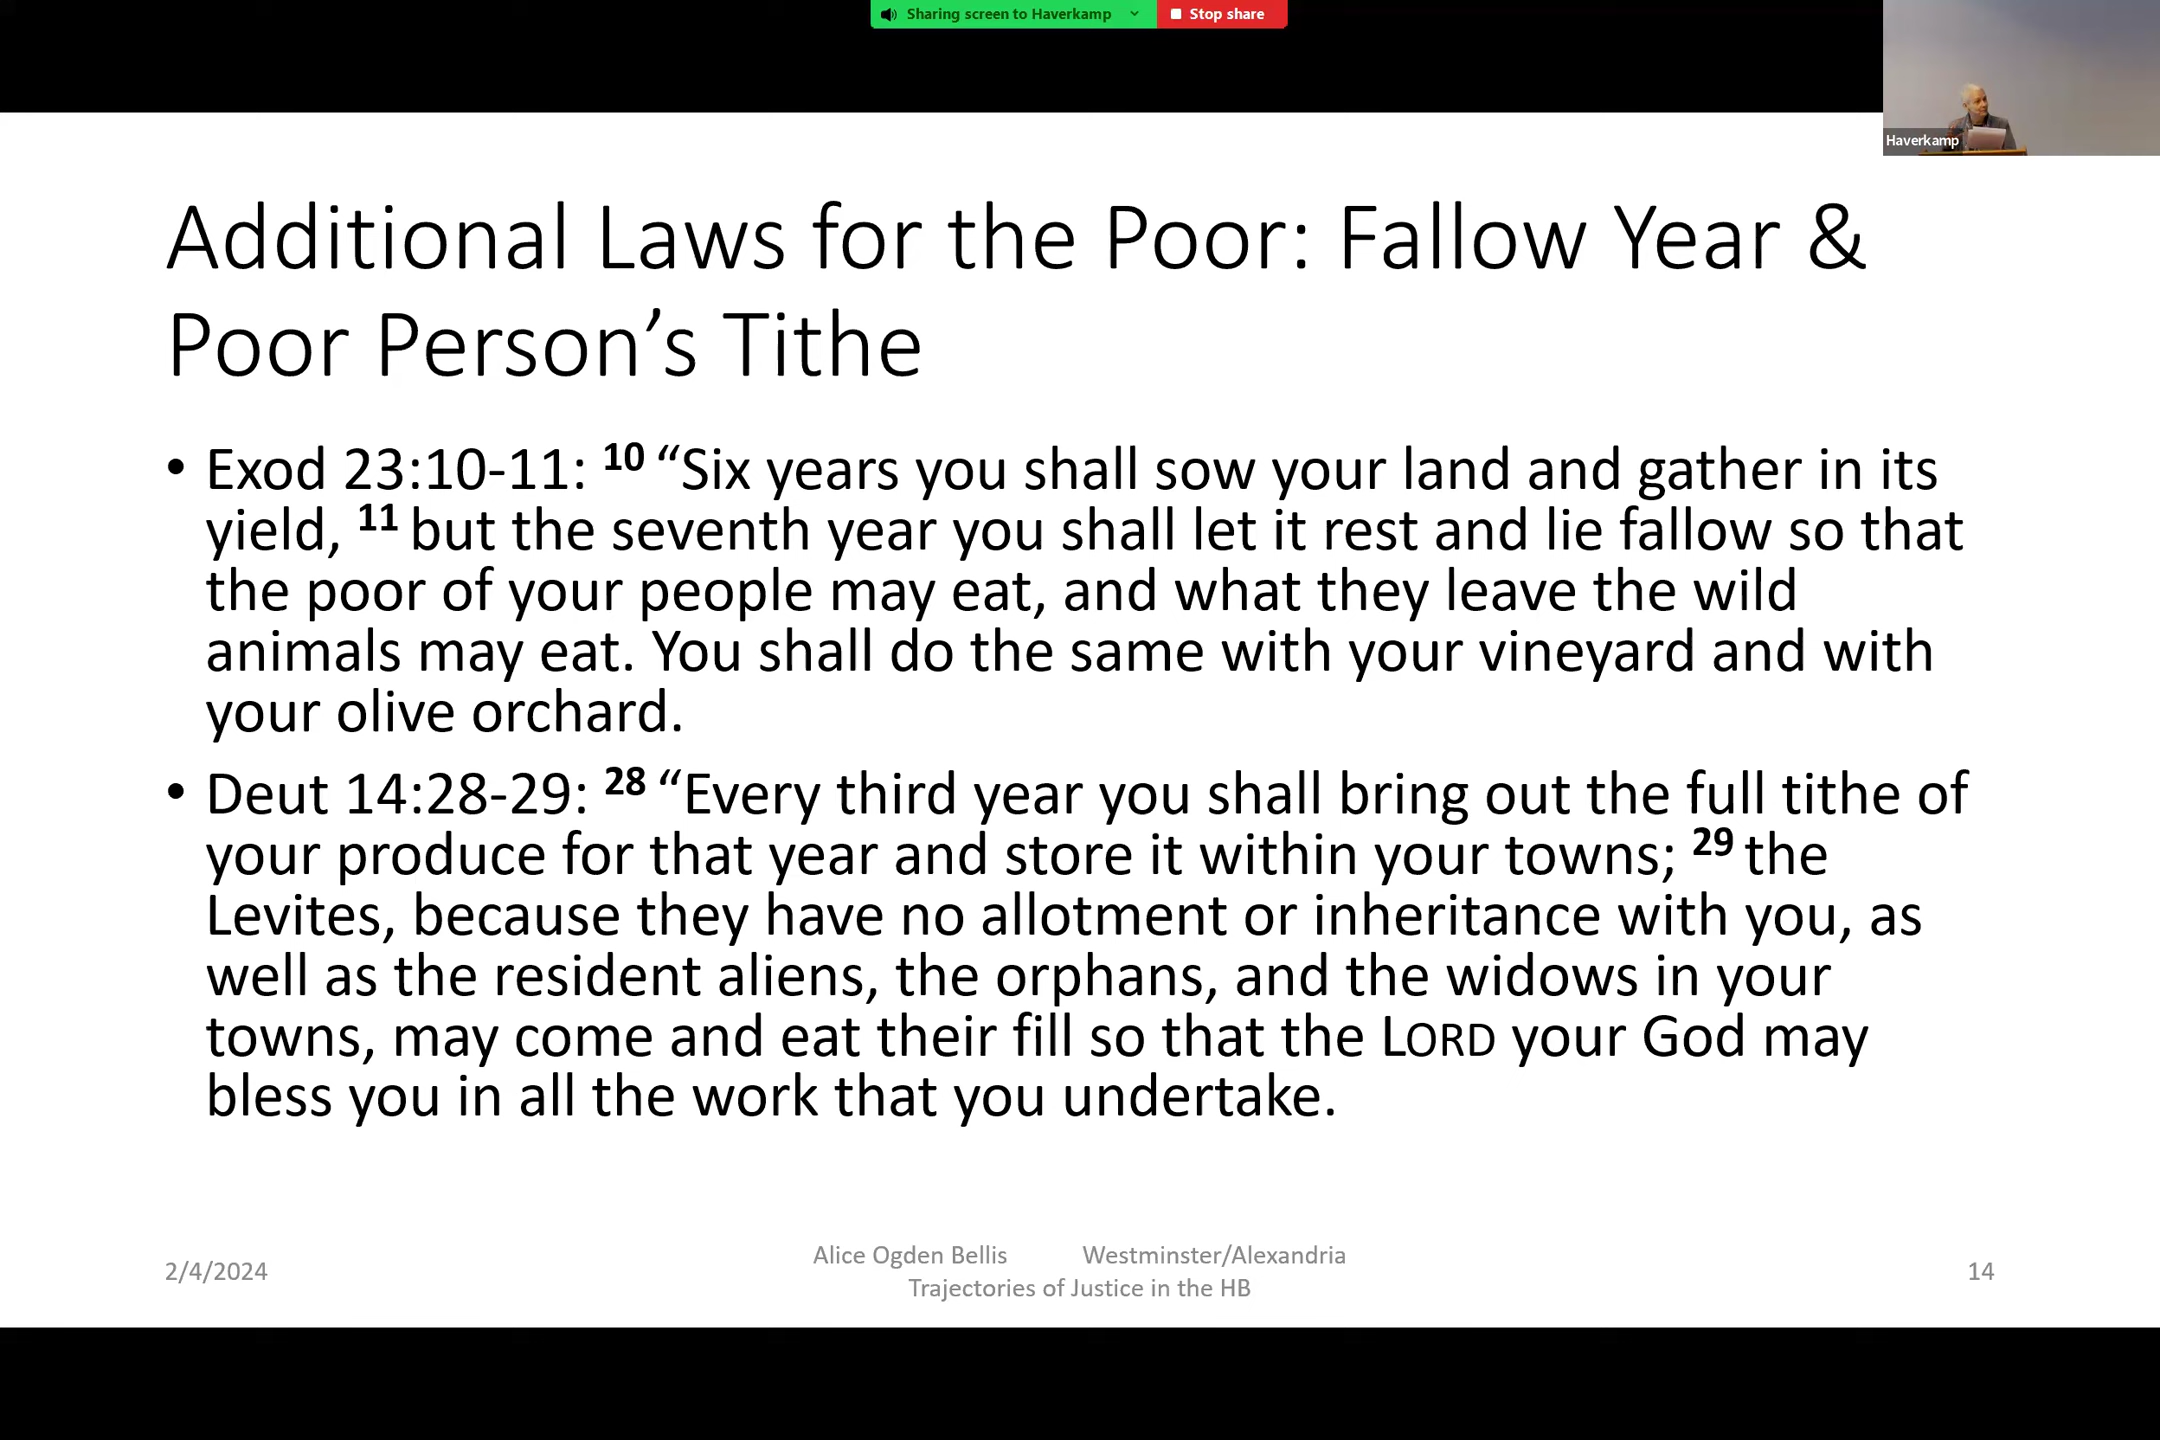 Sharing screen to Haverkamp
Stop share
Haverkamp
Additional Laws for the Poor: Fallow Year &
Poor Person’s Tithe
• Exod 23:10-11: 10 “Six years you shall sow your land and gather in its
yield, 11 but the seventh year you shall let it rest and lie fallow so that
the poor of your people may eat, and what they leave the wild
animals may eat. You shall do the same with your vineyard and with
your olive orchard.
• Deut 14:28-29: 28 “Every third year you shall bring out the full tithe of
your produce for that year and store it within your towns; 29 the
Levites, because they have no allotment or inheritance with you, as
well as the resident aliens, the orphans, and the widows in your
towns, may come and eat their fill so that the LORD your God may
bless you in all the work that you undertake.
2/4/2024
Alice Ogden Bellis Westminster/Alexandria
Trajectories of Justice in the HB
14